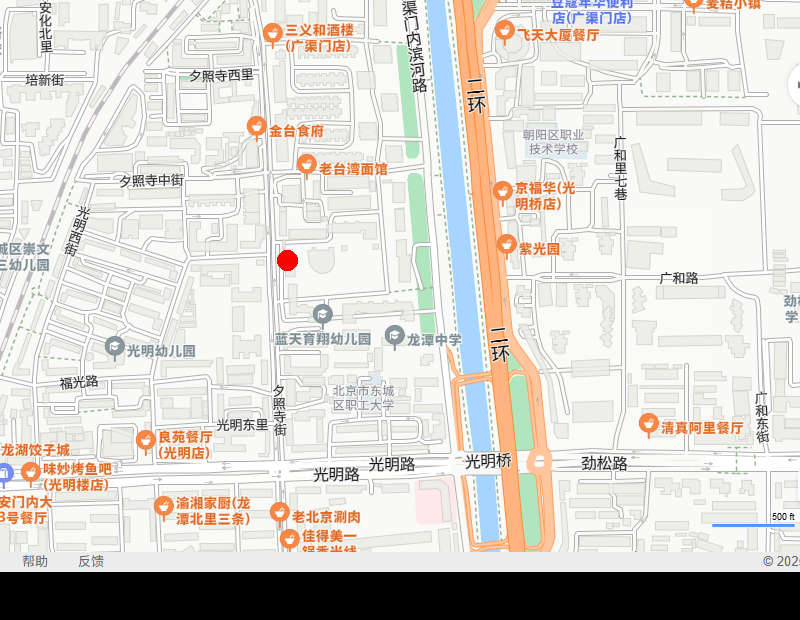 安化北里
三义和酒楼
(广渠门店)
渠门内滨河路
店(广渠门店)
飞天大厦餐厅
麦秸小镇
培新街
夕照寺西里
二环
金台食府
朝阳区职业
技术学校
广和里七巷
老台湾面馆
夕照寺中街
京福华(光
明桥店)
光明西街
城区崇文
三幼儿园
紫光园
广和路
蓝天育翔幼儿园
龙潭中学
二环
光明幼儿园
福光路
夕照寺街
北京市东城
区职工大学
广和东街
光明东里
良苑餐厅
(光明店)
清真阿里餐厅
龙湖饺子城
味妙烤鱼吧
(光明楼店)
光明路
光明路
光明桥
劲松路
安门内大
3号餐厅
渝湘家厨(龙
潭北里三条)
老北京涮肉
佳得美一
500 ft
帮助
反馈